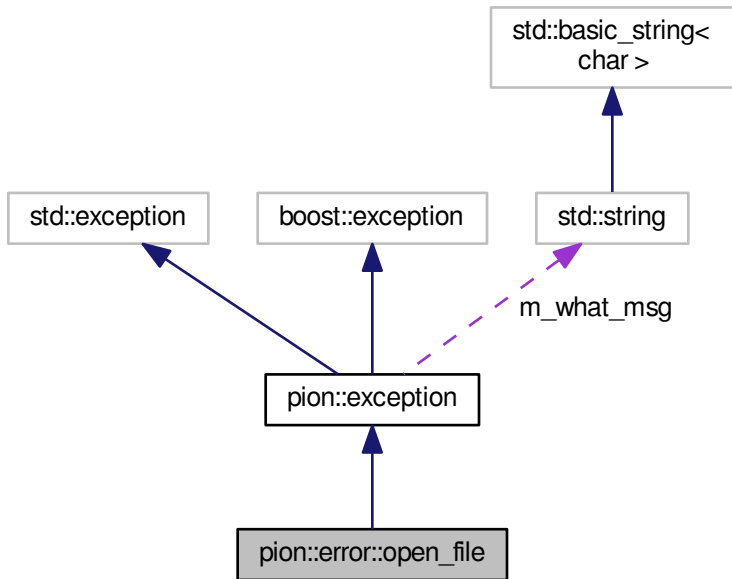 std::basic_string<
char >
std::exception
boost::exception
std::string
m_what_msg
pion::exception
pion::error::open_file